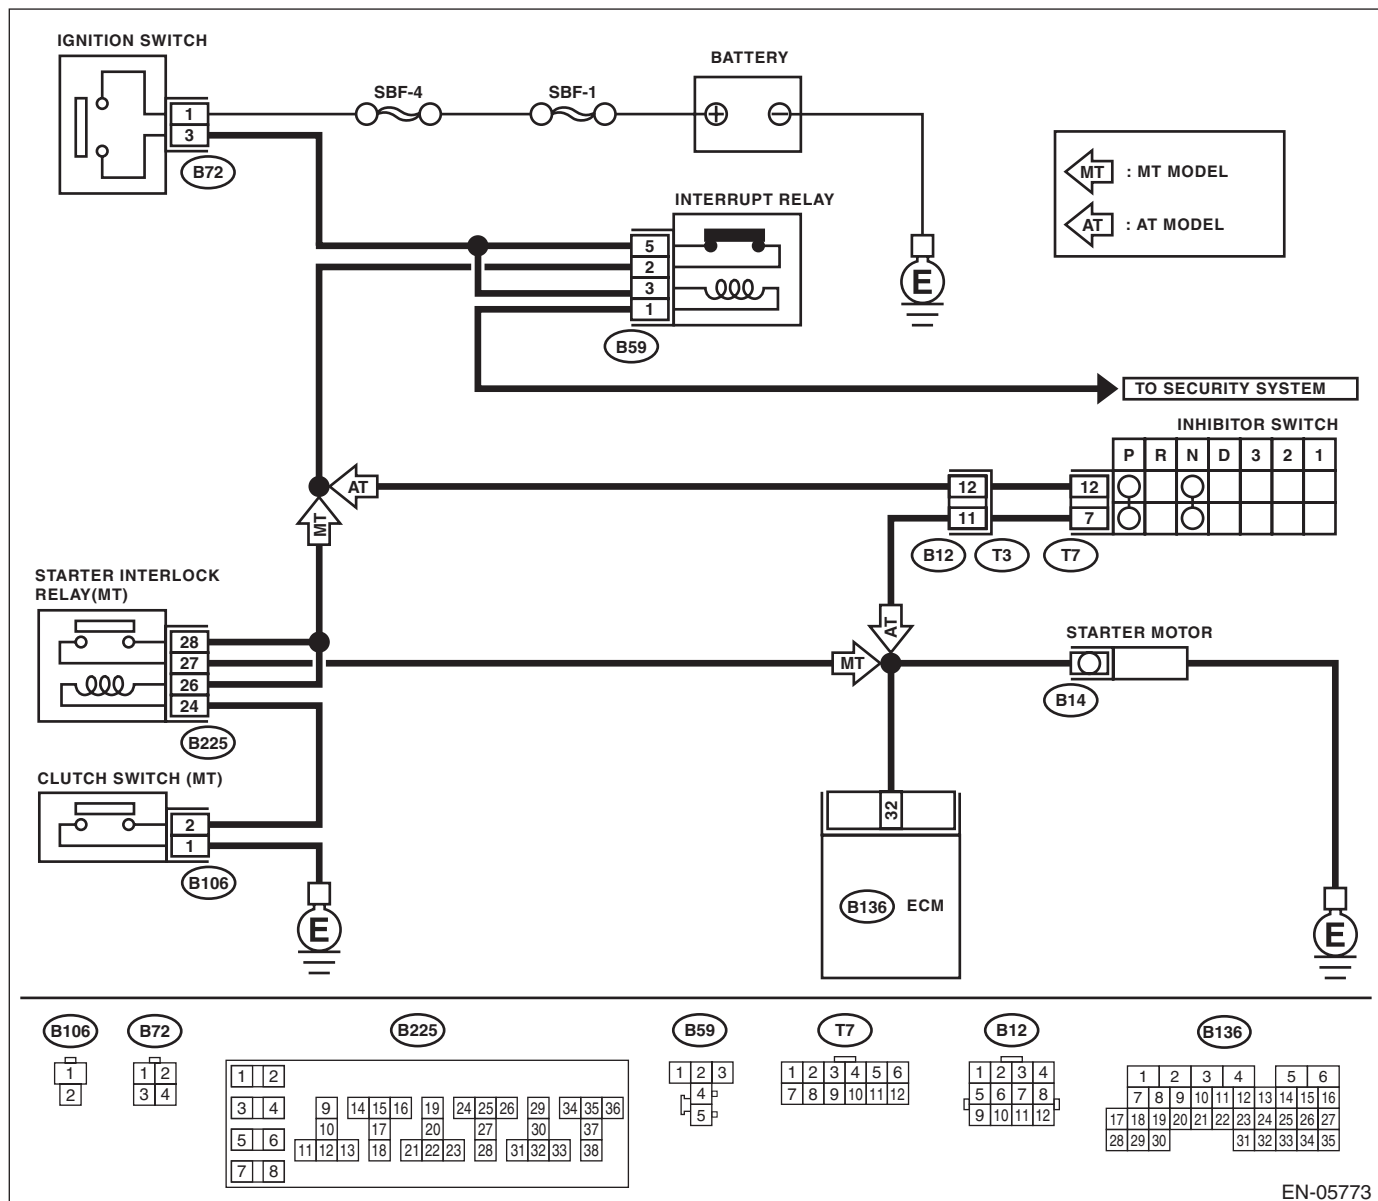 IGNITION SWITCH
BATTERY
SBF-4
SBF-1
1
3
B72
MT : MT MODEL
AT : AT MODEL
INTERRUPT RELAY
5
2
3
1
B59
E
TO SECURITY SYSTEM
INHIBITOR SWITCH
P R N D 3 2 1
AT
12 12
11 7
B12 T3 T7
MT
STARTER INTERLOCK
RELAY(MT)
28
27
26
24
B225
AT
MT
STARTER MOTOR
B14
CLUTCH SWITCH (MT)
2
1
B106
E
32
B136 ECM
E
B106
1
2
B72
1 2
3 4
B225
1 2
3 4
5 6
7 8
9 14 15 16 19 24 25 26 29 34 35 36
10 17 20 27 30 37
11 12 13 18 21 22 23 28 31 32 33 38
B59
1 2 3
4
5
T7
1 2 3 4 5 6
7 8 9 10 11 12
B12
1 2 3 4
5 6 7 8
9 10 11 12
B136
1 2 3 4 5 6
7 8 9 10 11 12 13 14 15 16
17 18 19 20 21 22 23 24 25 26 27
28 29 30 31 32 33 34 35
EN-05773